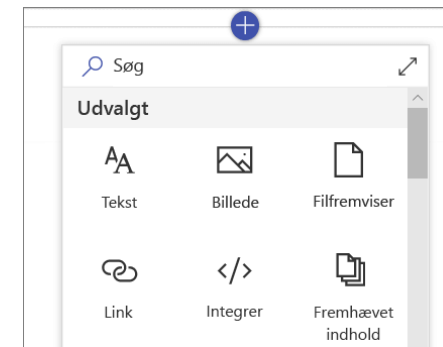 Søg
Udvalgt
Tekst
Billede
Filfremviser
Link
Integrer
Fremhævet
indhold